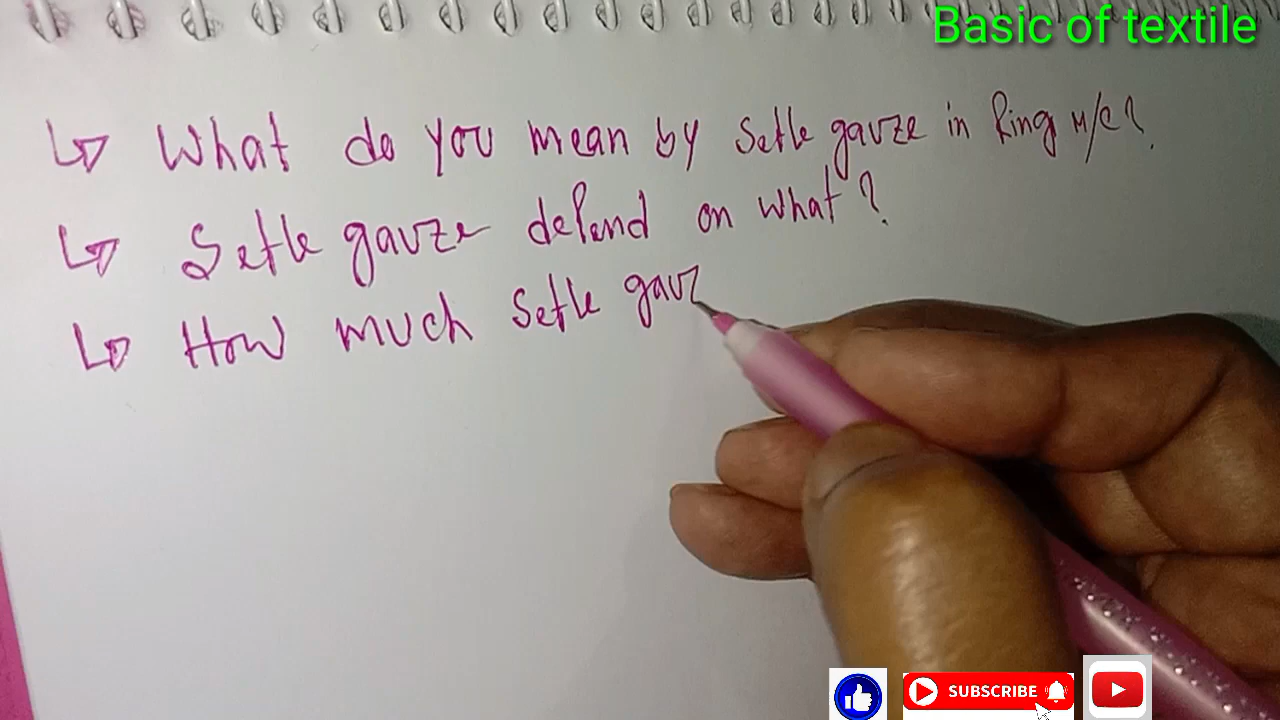 Basic of textile
What do you mean by Setle gauze in Ring M/C?
Setle gauze depend on what?
How much Setle gauz
SUBSCRIBE